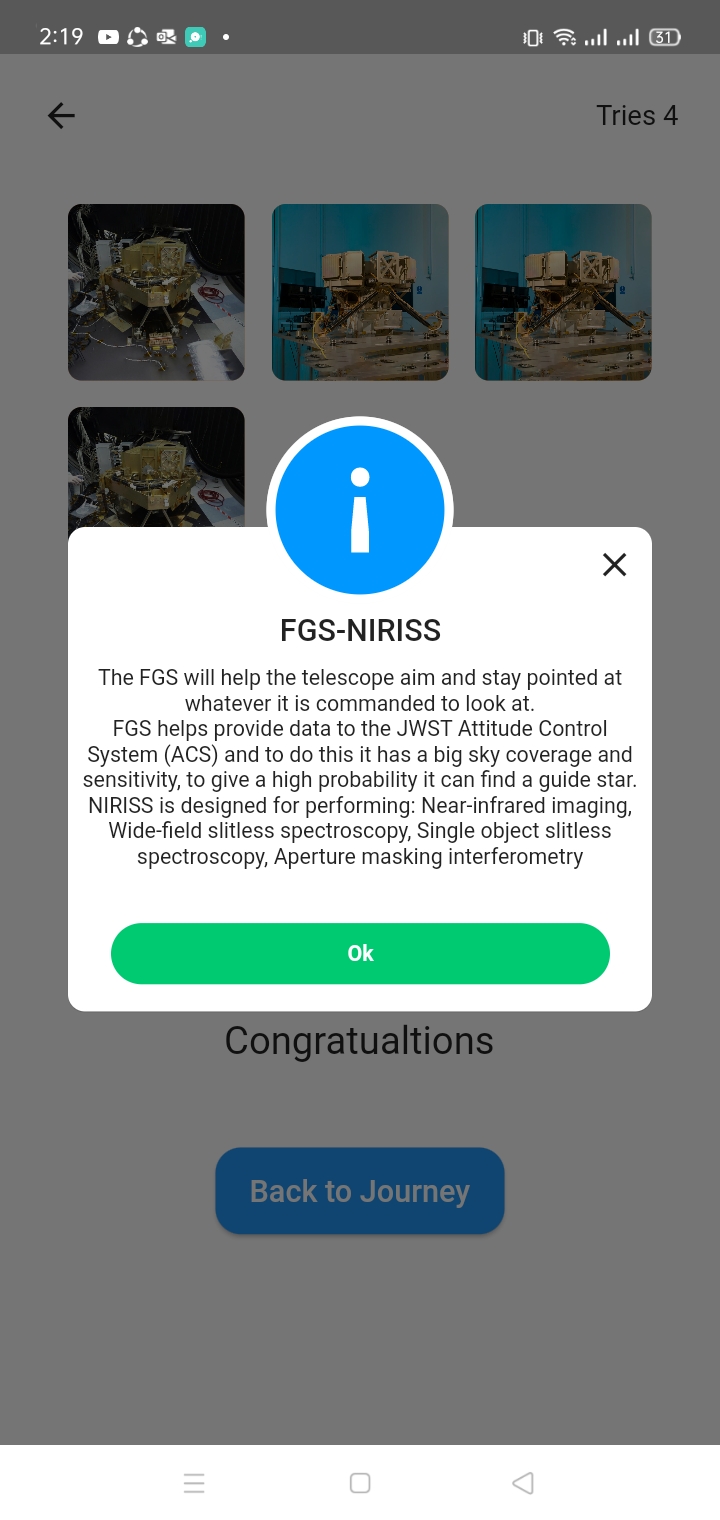 2:19
31
Tries 4
FGS-NIRISS
The FGS will help the telescope aim and stay pointed at
whatever it is commanded to look at.
FGS helps provide data to the JWST Attitude Control
System (ACS) and to do this it has a big sky coverage and
sensitivity, to give a high probability it can find a guide star.
NIRISS is designed for performing: Near-infrared imaging,
Wide-field slitless spectroscopy, Single object slitless
spectroscopy, Aperture masking interferometry
Ok
Congratualtions
Back to Journey